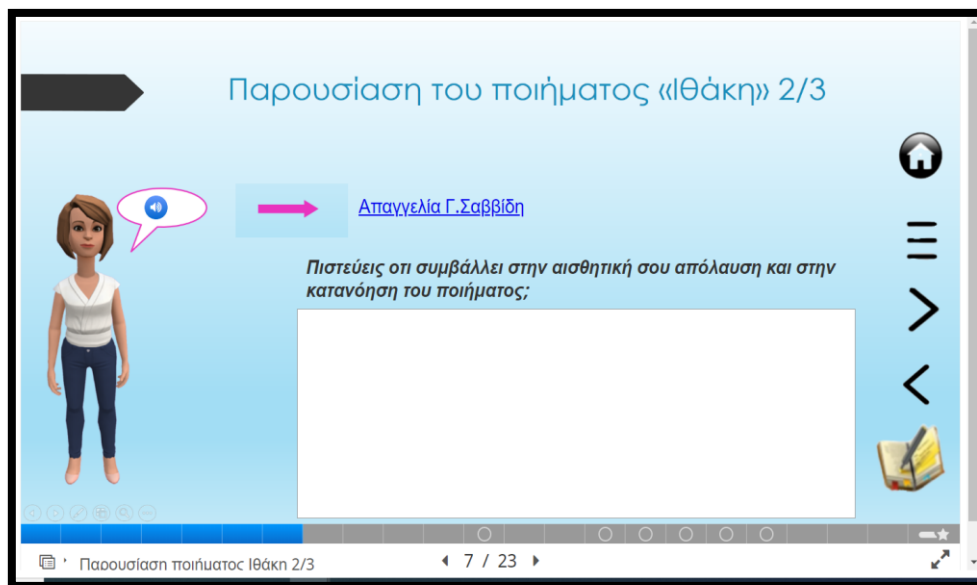 Παρουσίαση του ποιήματος «Ιθάκη» 2/3
Απαγγελία Γ.Σαββίδη
Πιστεύεις οτι συμβάλλει στην αισθητική σου απόλαυση και στην
κατανόηση του ποιήματος;
Παρουσίαση ποιήματος Ιθάκη 2/3
7 / 23